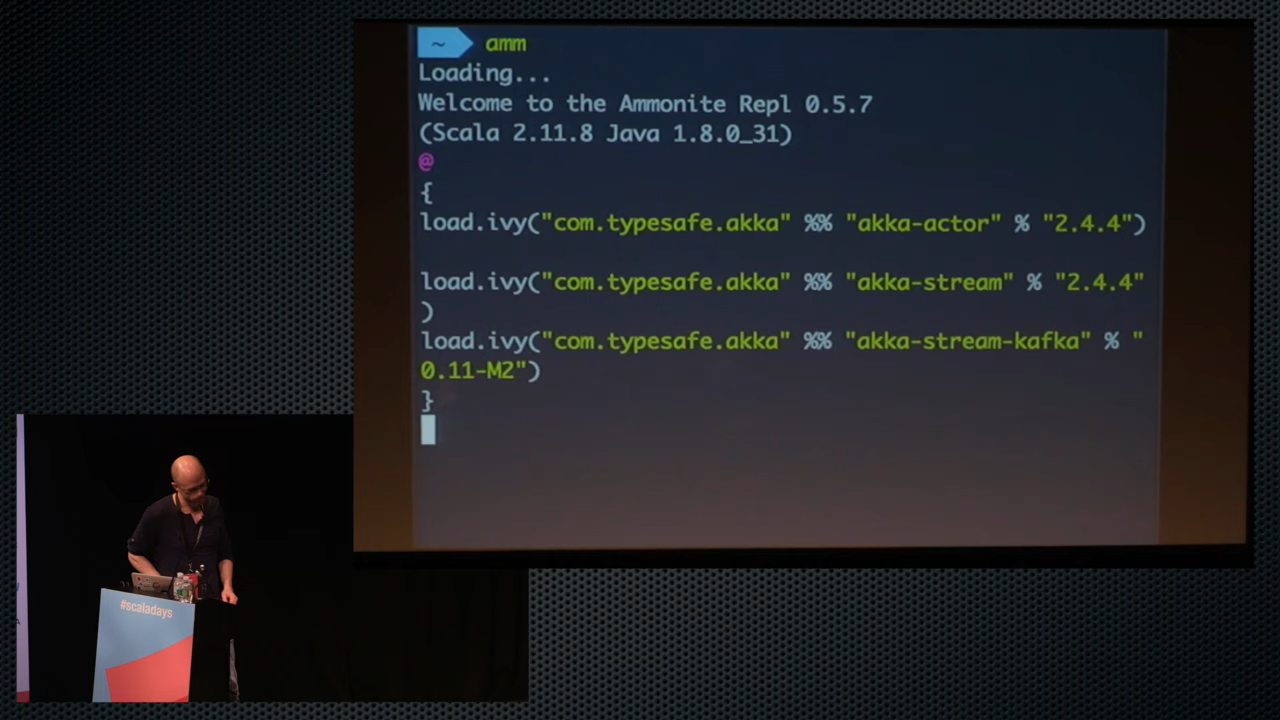 ~ amm
Loading...
Welcome to the Ammonite Repl 0.5.7
(Scala 2.11.8 Java 1.8.0_31)
@
{
load.ivy("com.typesafe.akka" %% "akka-actor" % "2.4.4")
load.ivy("com.typesafe.akka" %% "akka-stream" % "2.4.4"
)
load.ivy("com.typesafe.akka" %% "akka-stream-kafka" % "
0.11-M2")
}
#scaladays